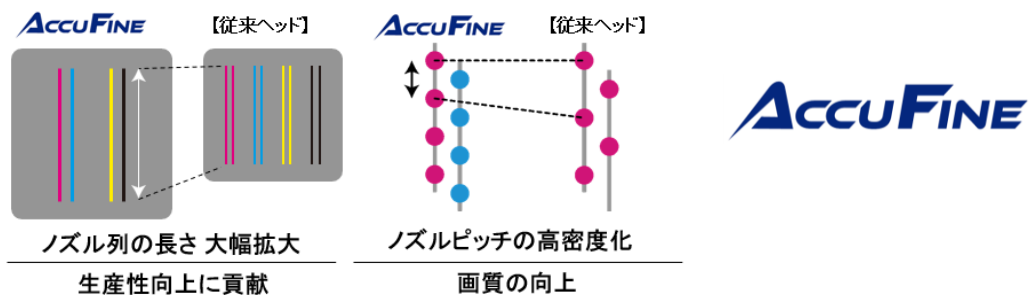 ACCUFINE
【従来ヘッド】
ノズル列の長さ 大幅拡大
生産性向上に貢献
ACCUFINE
【従来ヘッド】
ノズルピッチの高密度化
画質の向上
ACCUFINE